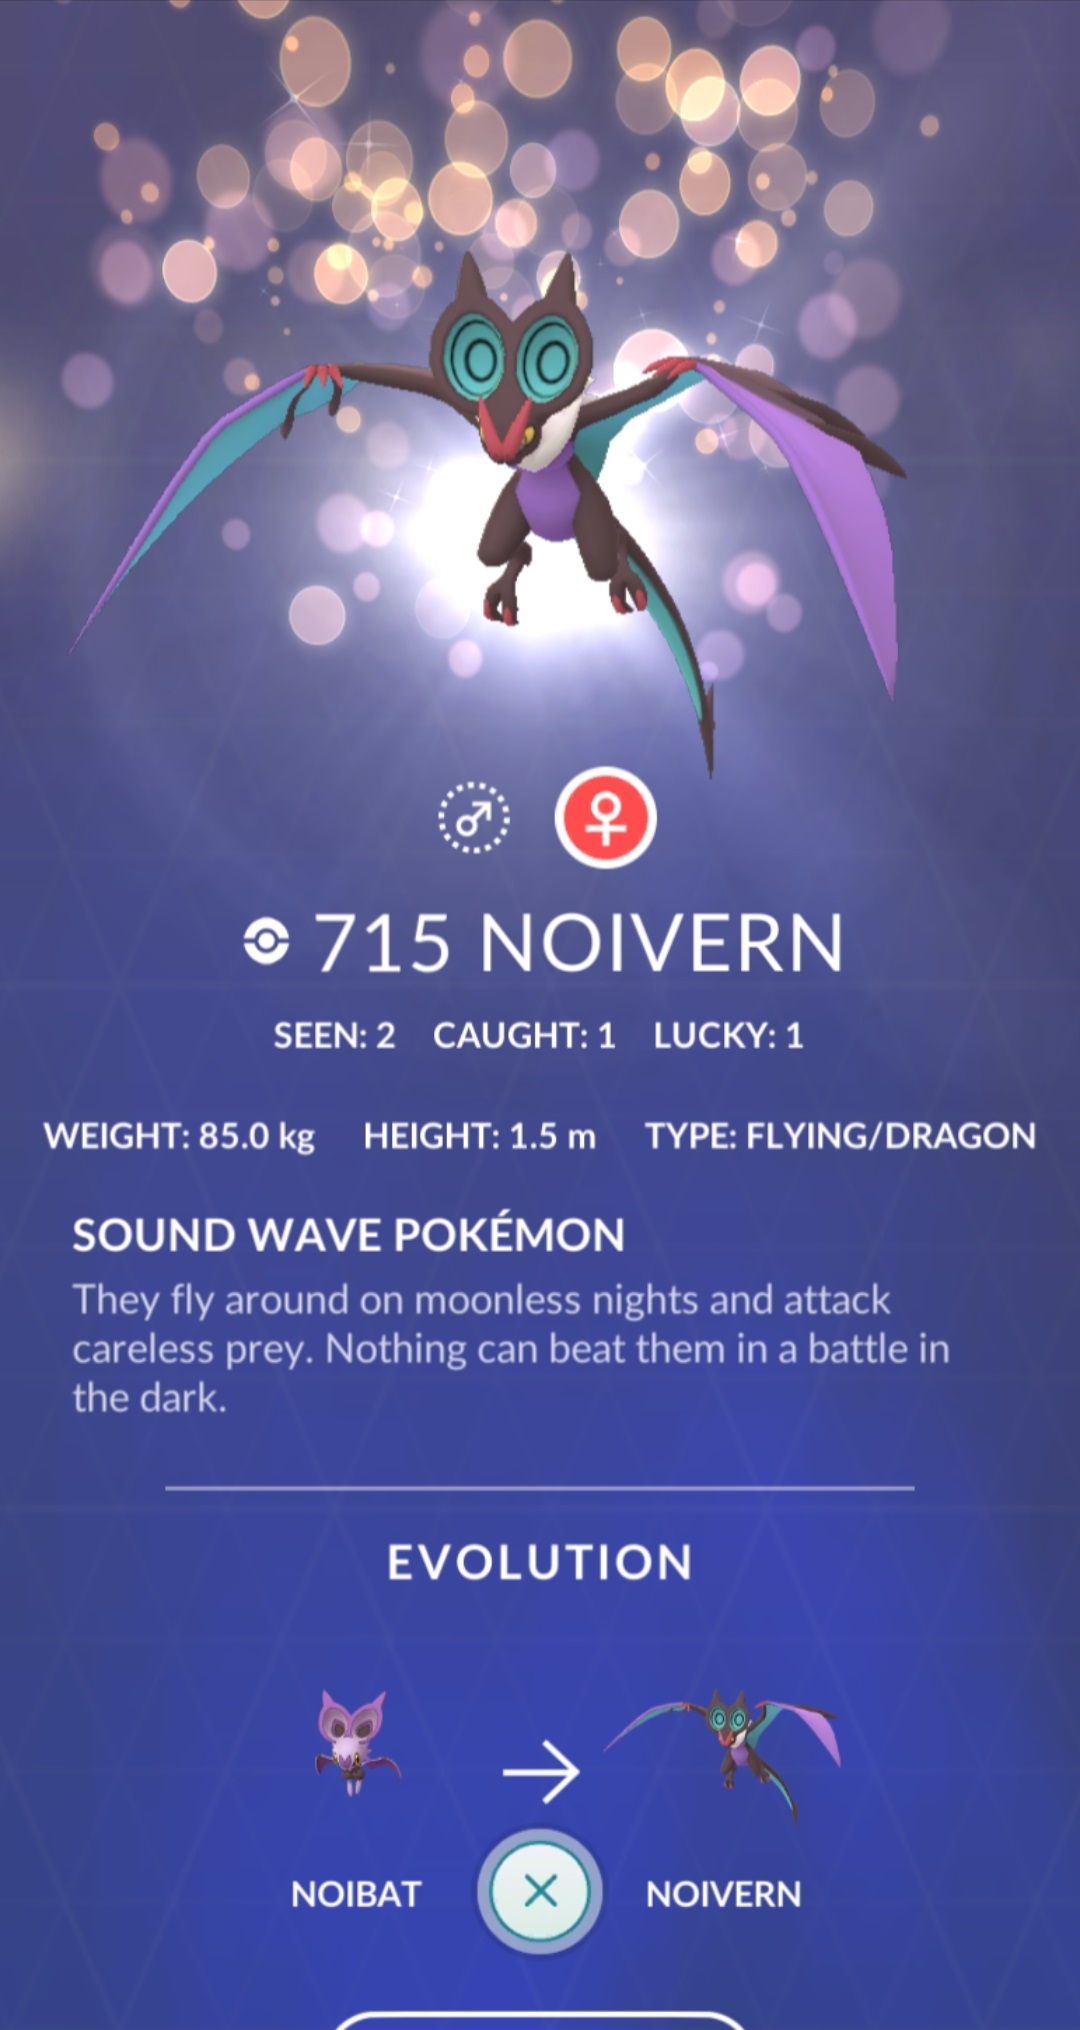 715 NOIVERN
SEEN: 2 CAUGHT: 1 LUCKY: 1
WEIGHT: 85.0 kg HEIGHT: 1.5 m TYPE: FLYING/DRAGON
SOUND WAVE POKÉMON
They fly around on moonless nights and attack
careless prey. Nothing can beat them in a battle in
the dark.
EVOLUTION
NOIBAT NOIVERN